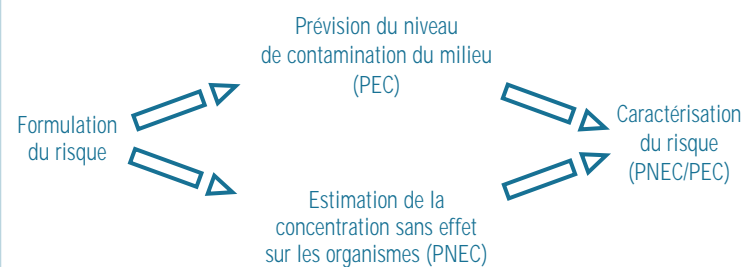 Prévision du niveau
de contamination du milieu
(PEC)
Formulation
du risque
Caractérisation
du risque
(PNEC/PEC)
Estimation de la
concentration sans effet
sur les organismes (PNEC)